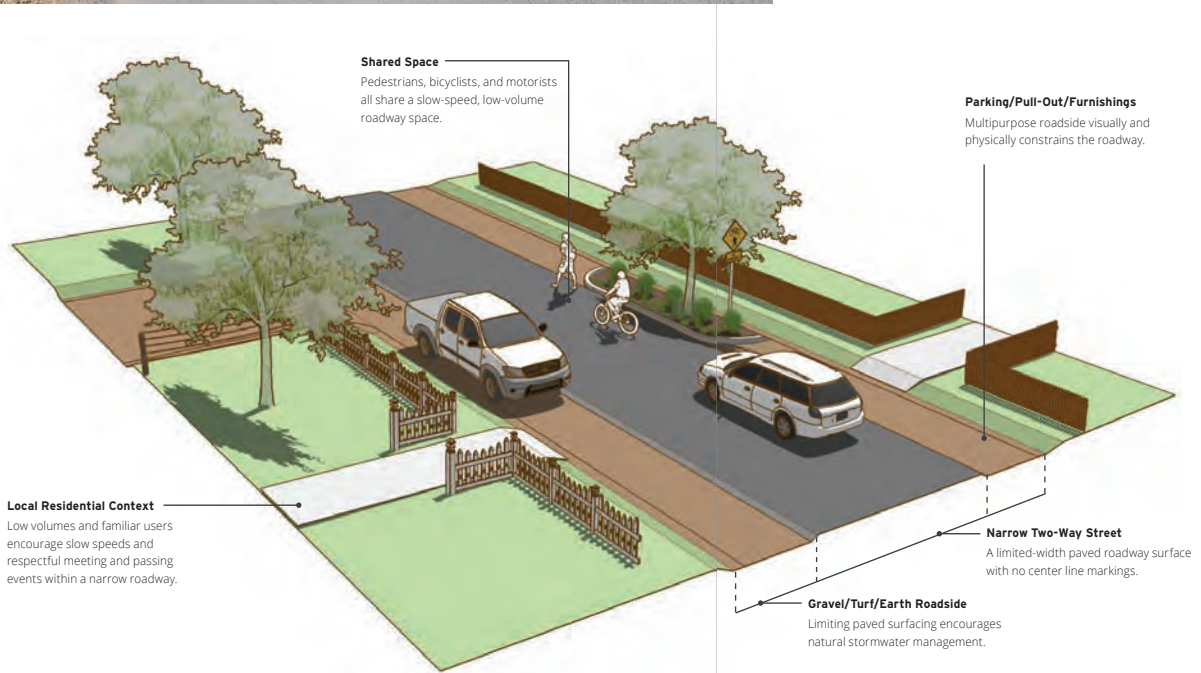 Shared Space
Pedestrians, bicyclists, and motorists
all share a slow-speed, low-volume
roadway space.
Parking/Pull-Out/Furnishings
Multipurpose roadside visually and
physically constrains the roadway.
Local Residential Context
Low volumes and familiar users
encourage slow speeds and
respectful meeting and passing
events within a narrow roadway.
Narrow Two-Way Street
A limited-width paved roadway surface
with no center line markings.
Gravel/Turf/Earth Roadside
Limiting paved surfacing encourages
natural stormwater management.